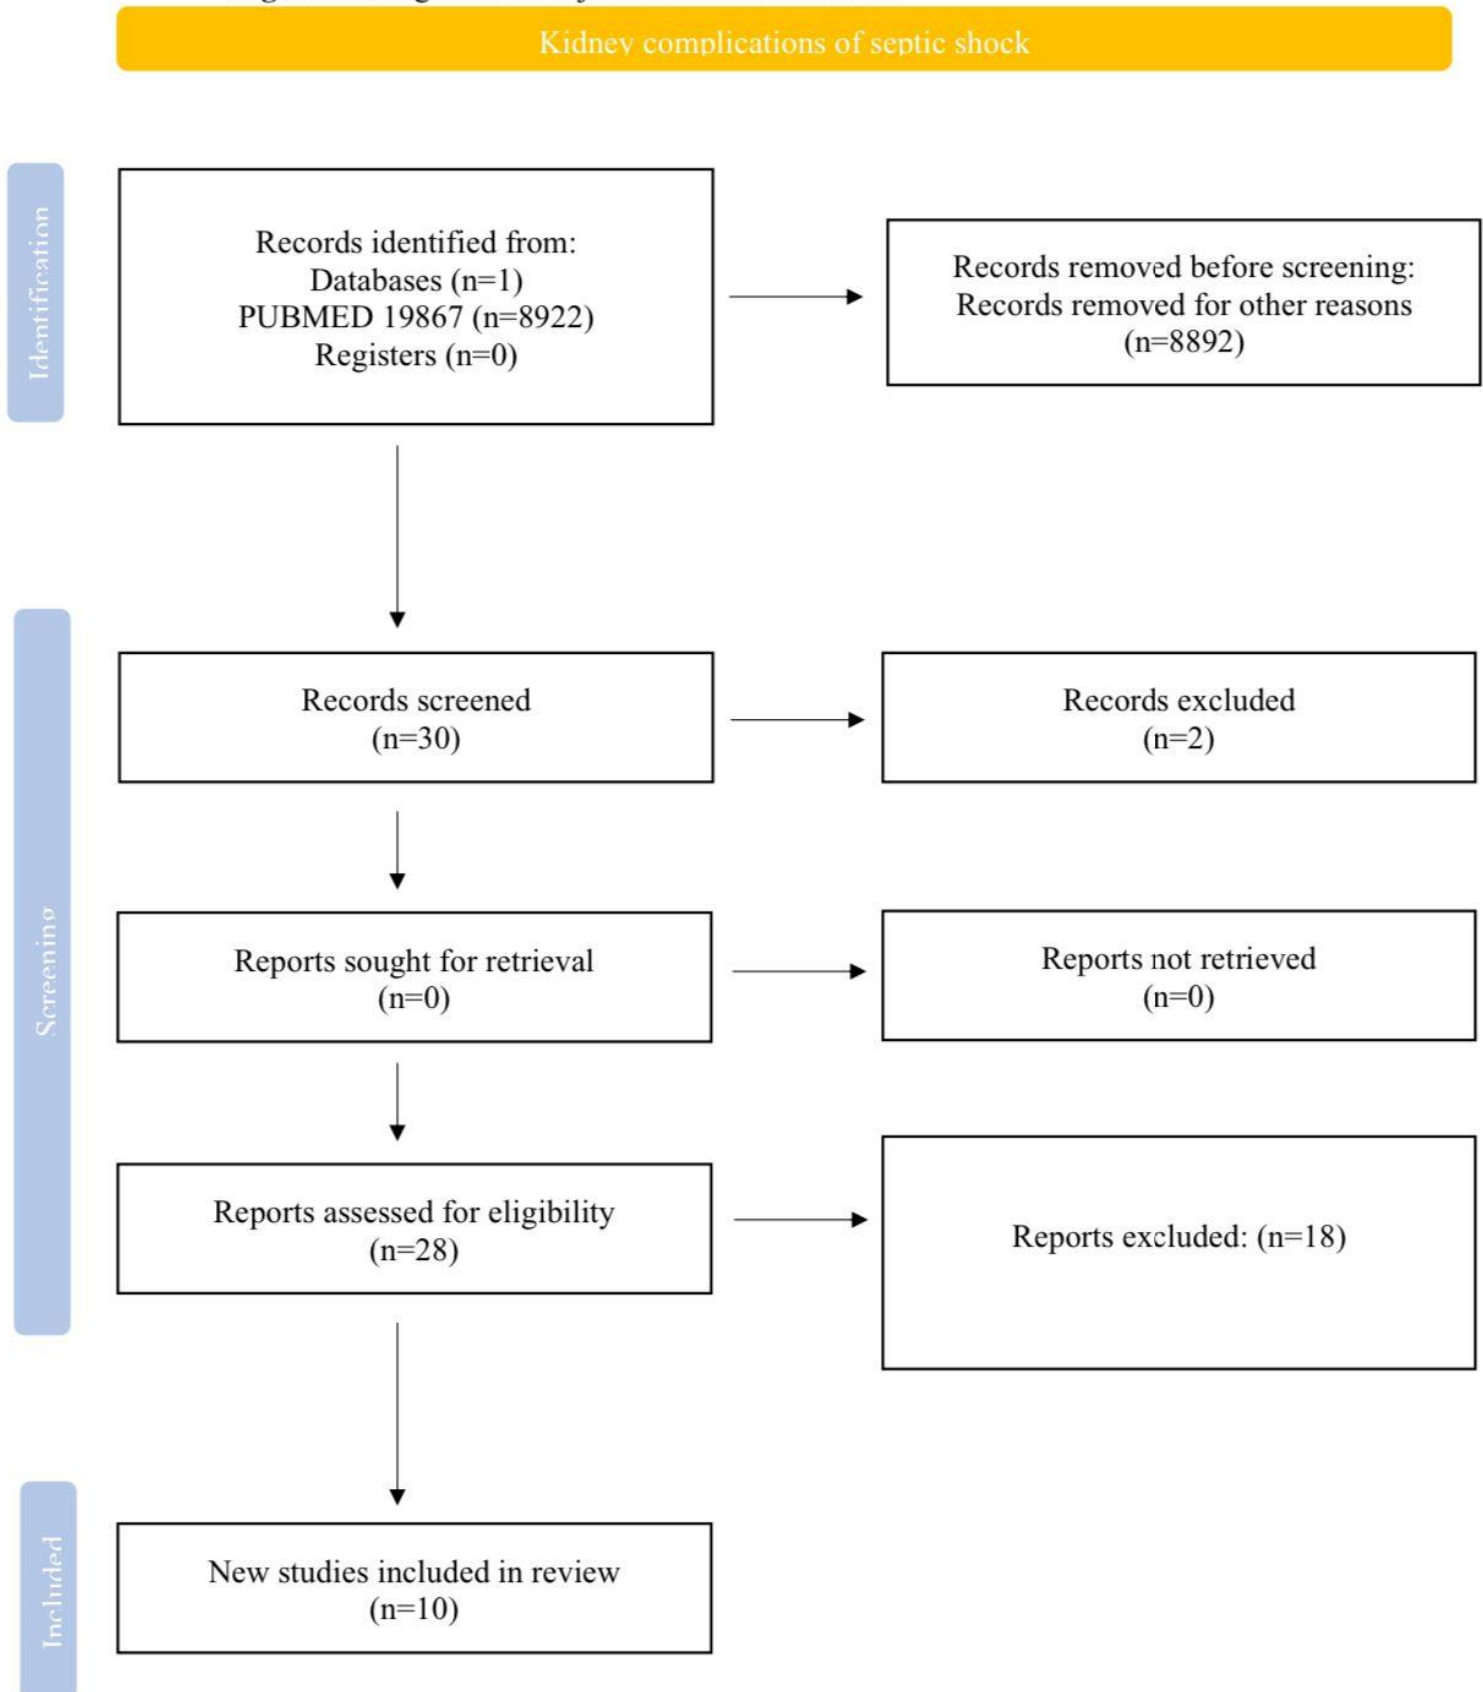 Kidney complications of septic shock
Identification
Records identified from:
Databases (n=1)
PUBMED 19867 (n=8922)
Registers (n=0)
Records removed before screening:
Records removed for other reasons
(n=8892)
Screening
Records screened
(n=30)
Records excluded
(n=2)
Reports sought for retrieval
(n=0)
Reports not retrieved
(n=0)
Reports assessed for eligibility
(n=28)
Reports excluded: (n=18)
Included
New studies included in review
(n=10)